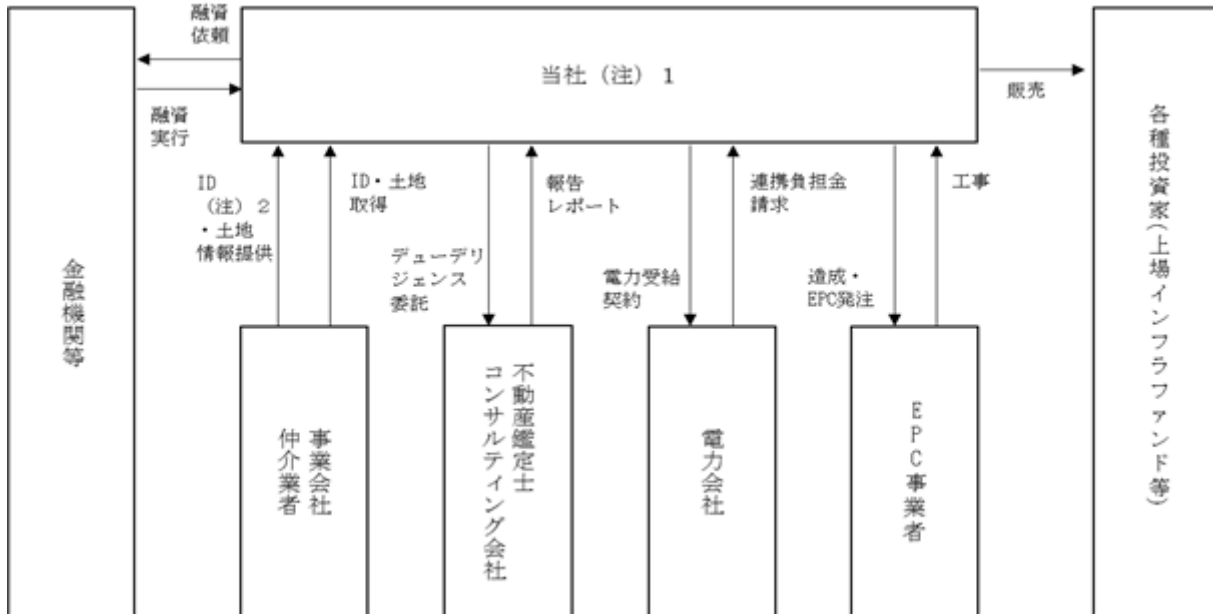 融資
依頼
当社（注）１
販売
融資
実行
ID
（注）２
・土地
情報提供
ID・土地
取得
デューデリ
ジェンス
委託
報告
レポート
電力受給
契約
連携負担金
請求
造成・
EPC発注
工事
金融機関等
事業会社
仲介業者
不動産鑑定士
コンサルティング会社
電力会社
EPC事業者
各種投資家(上場インフラファンド等)